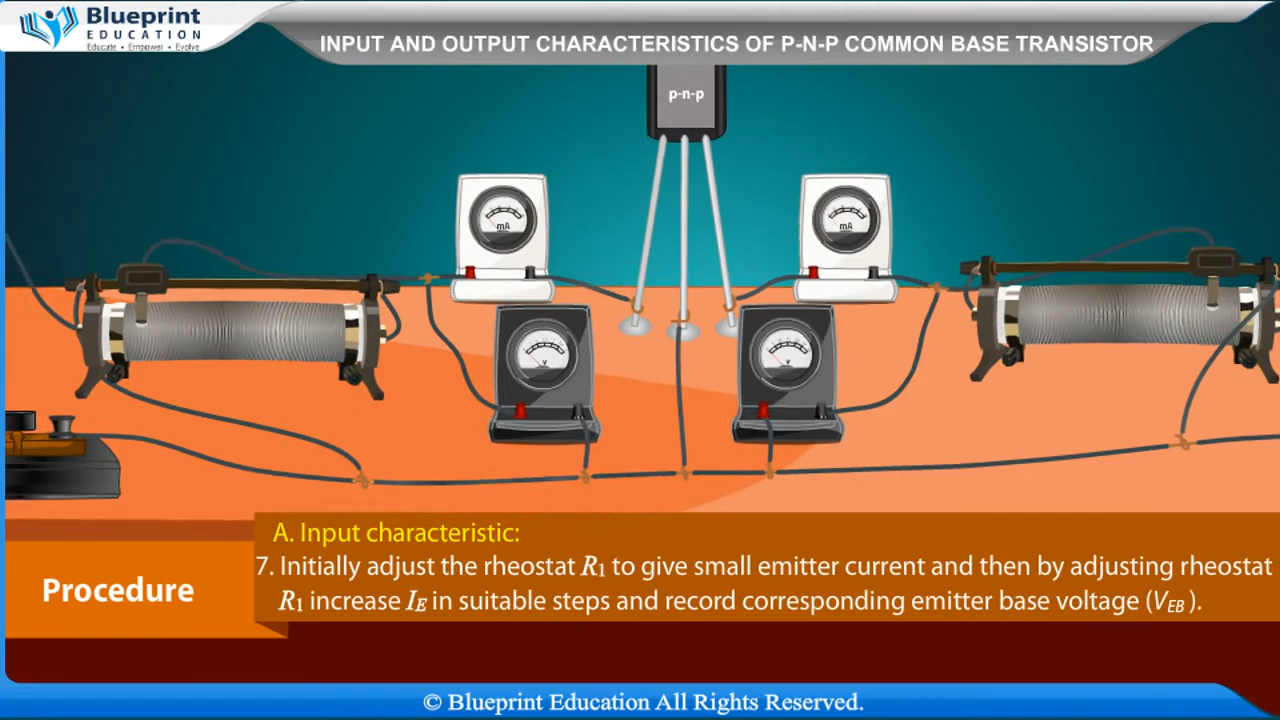 Blueprint
EDUCATION
Educate • Empower • Evolve
INPUT AND OUTPUT CHARACTERISTICS OF P-N-P COMMON BASE TRANSISTOR
p-n-p
mA
mA
V
V
A. Input characteristic:
Procedure
7. Initially adjust the rheostat R1 to give small emitter current and then by adjusting rheostat
R1 increase IE in suitable steps and record corresponding emitter base voltage (VEB ).
© Blueprint Education All Rights Reserved.